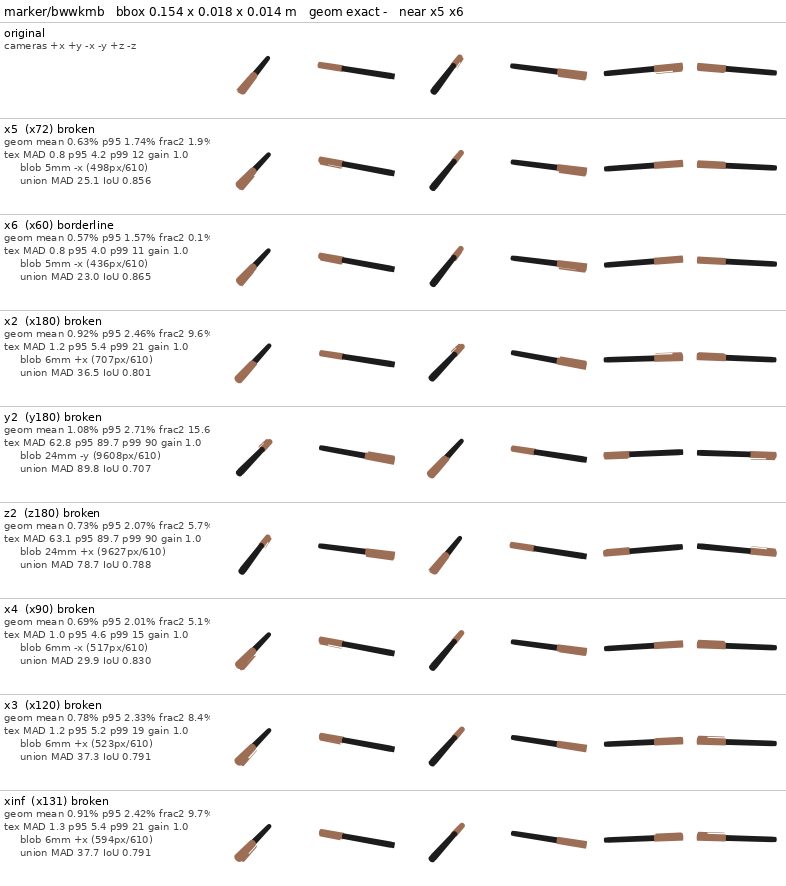 marker/bwwkmb   bbox 0.154 x 0.018 x 0.014 m   geom exact -   near x5 x6
original
cameras +x +y -x -y +z -z
x5  (x72) broken
geom mean 0.63% p95 1.74% frac2 1.9%
tex MAD 0.8 p95 4.2 p99 12 gain 1.0
blob 5mm -x (498px/610)
union MAD 25.1 IoU 0.856
x6  (x60) borderline
geom mean 0.57% p95 1.57% frac2 0.1%
tex MAD 0.8 p95 4.0 p99 11 gain 1.0
blob 5mm -x (436px/610)
union MAD 23.0 IoU 0.865
x2  (x180) broken
geom mean 0.92% p95 2.46% frac2 9.6%
tex MAD 1.2 p95 5.4 p99 21 gain 1.0
blob 6mm +x (707px/610)
union MAD 36.5 IoU 0.801
y2  (y180) broken
geom mean 1.08% p95 2.71% frac2 15.6
tex MAD 62.8 p95 89.7 p99 90 gain 1.0
blob 24mm -y (9608px/610)
union MAD 89.8 IoU 0.707
z2  (z180) broken
geom mean 0.73% p95 2.07% frac2 5.7%
tex MAD 63.1 p95 89.7 p99 90 gain 1.0
blob 24mm +x (9627px/610)
union MAD 78.7 IoU 0.788
x4  (x90) broken
geom mean 0.69% p95 2.01% frac2 5.1%
tex MAD 1.0 p95 4.6 p99 15 gain 1.0
blob 6mm -x (517px/610)
union MAD 29.9 IoU 0.830
x3  (x120) broken
geom mean 0.78% p95 2.33% frac2 8.4%
tex MAD 1.2 p95 5.2 p99 19 gain 1.0
blob 6mm +x (523px/610)
union MAD 37.3 IoU 0.791
xinf  (x131) broken
geom mean 0.91% p95 2.42% frac2 9.7%
tex MAD 1.3 p95 5.4 p99 21 gain 1.0
blob 6mm +x (594px/610)
union MAD 37.7 IoU 0.791